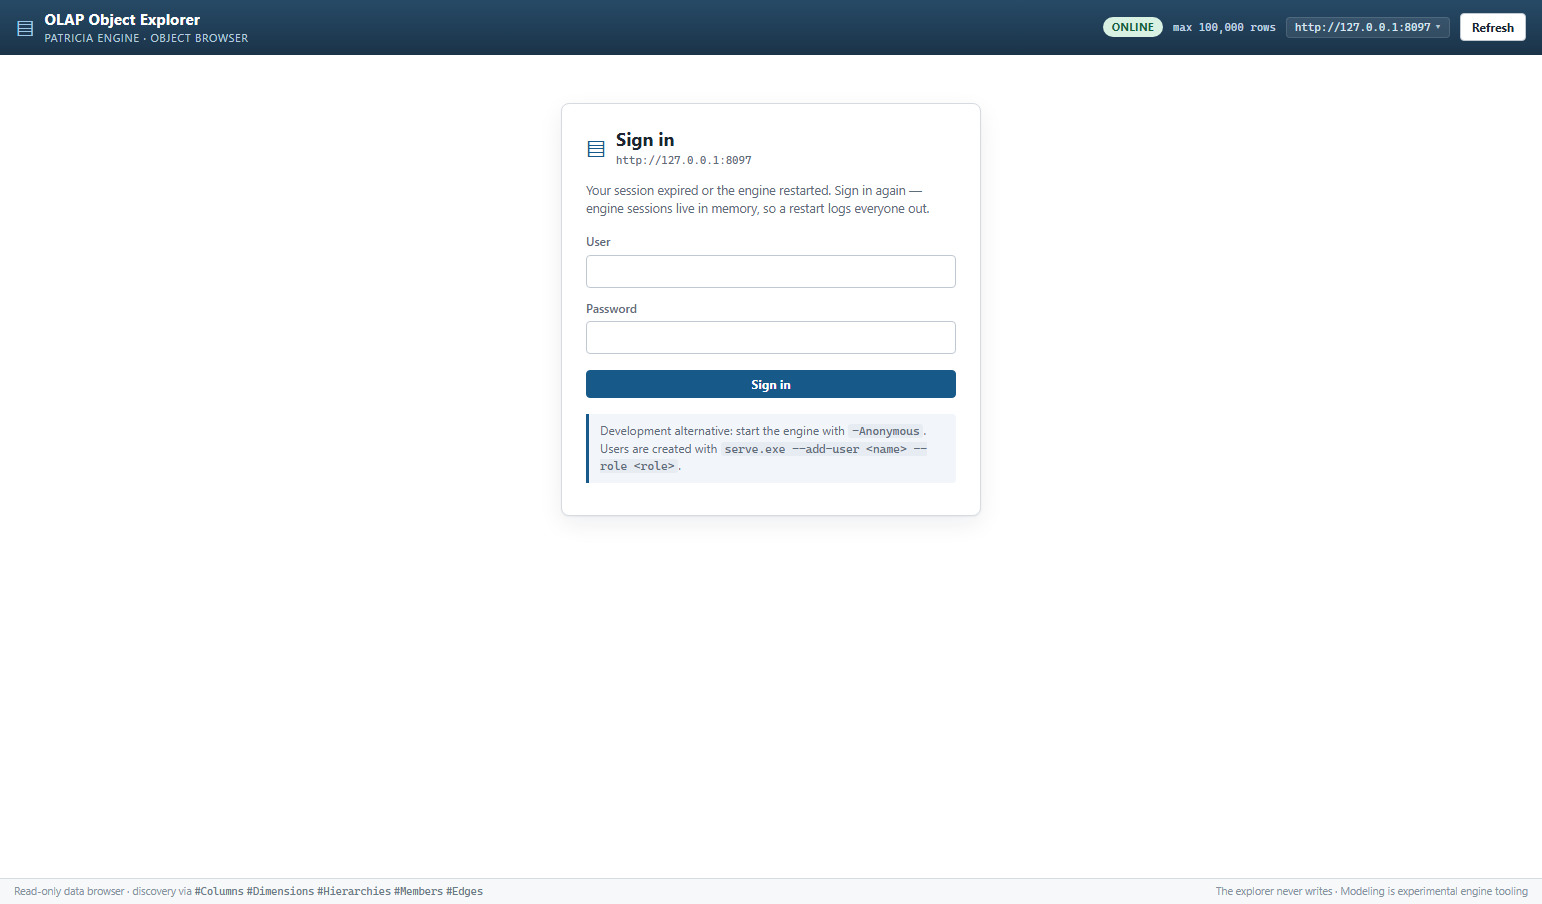 OLAP Object Explorer
PATRICIA ENGINE · OBJECT BROWSER
ONLINE
max 100,000 rows
http://127.0.0.1:8097
Refresh
Sign in
http://127.0.0.1:8097
Your session expired or the engine restarted. Sign in again —
engine sessions live in memory, so a restart logs everyone out.
User
Password
Sign in
Development alternative: start the engine with -Anonymous.
Users are created with serve.exe --add-user <name> --
role <role>.
Read-only data browser · discovery via #Columns #Dimensions #Hierarchies #Members #Edges
The explorer never writes · Modeling is experimental engine tooling